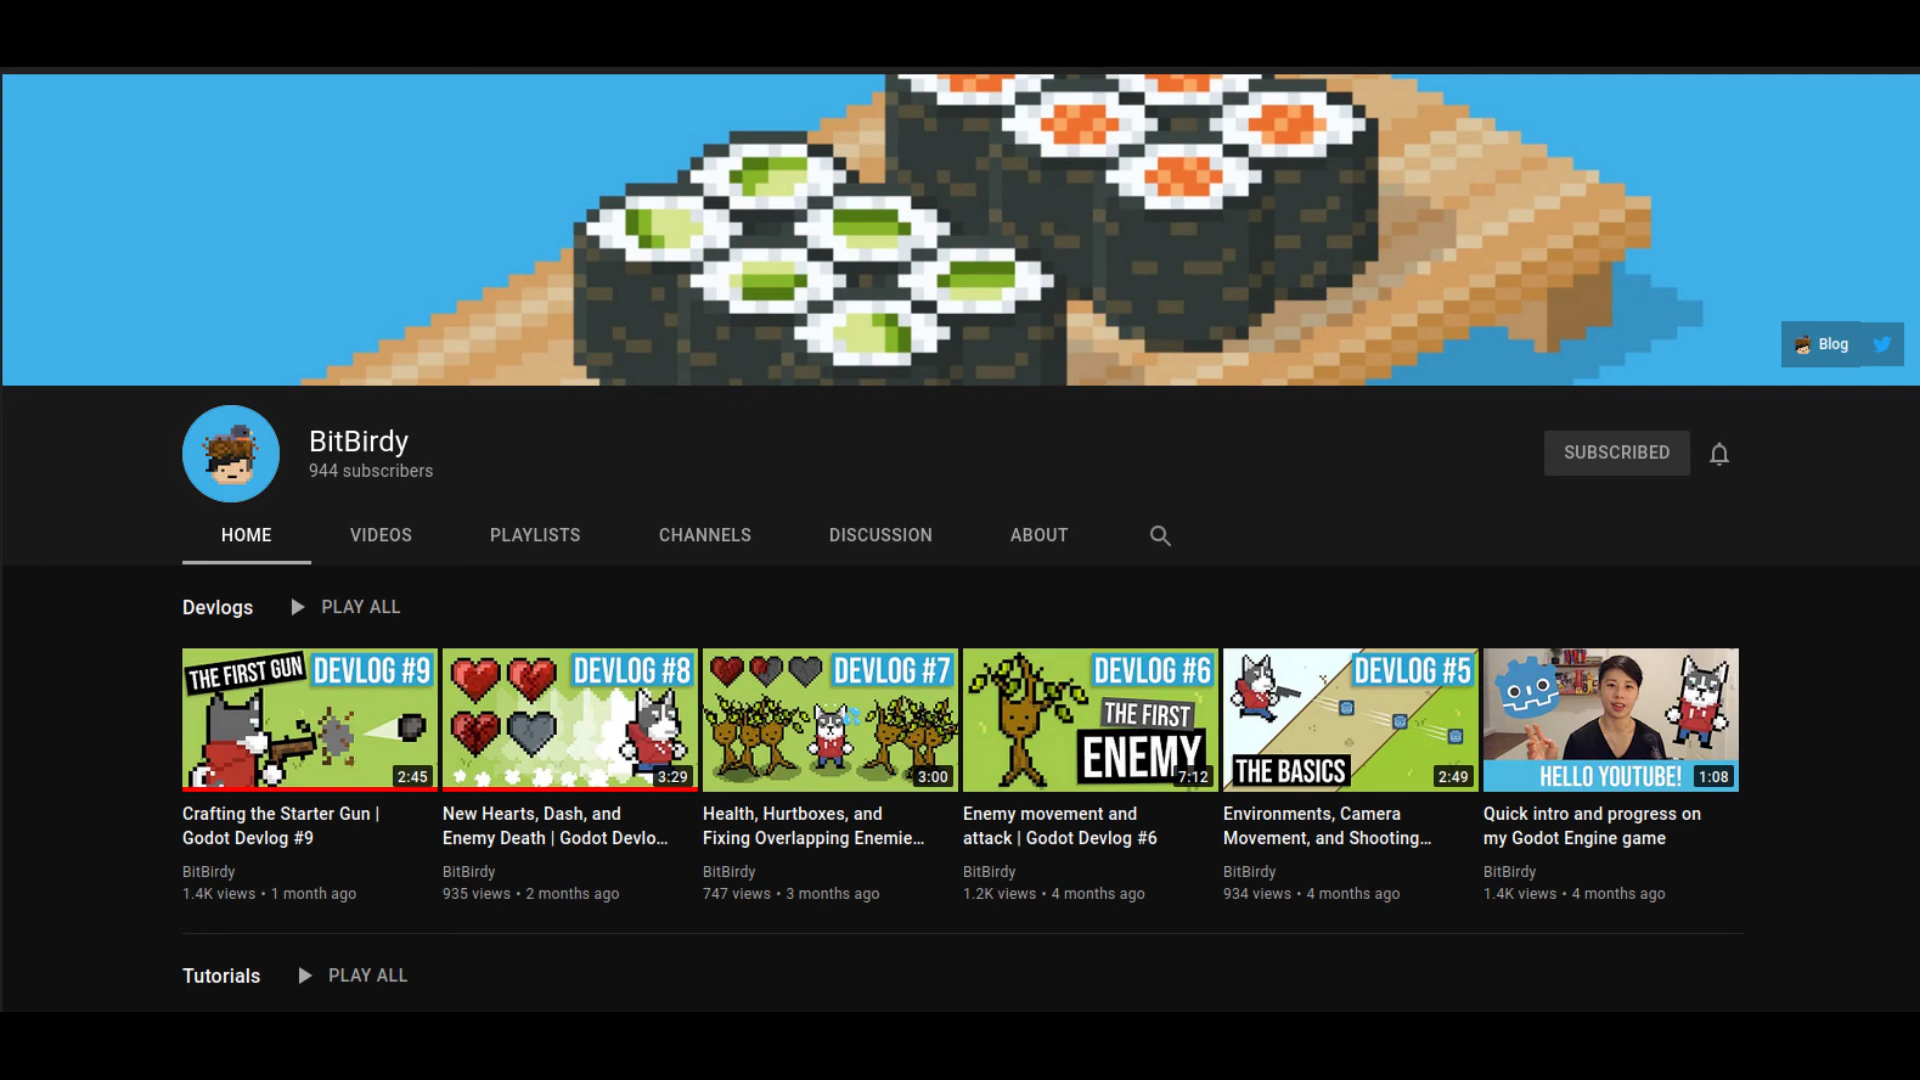 Blog
BitBirdy
944 subscribers
SUBSCRIBED
HOME VIDEOS PLAYLISTS CHANNELS DISCUSSION ABOUT
Devlogs PLAY ALL
THE FIRST GUN DEVLOG #9
2:45
DEVLOG #8
3:29
DEVLOG #7
3:00
DEVLOG #6
THE FIRST
ENEMY
7:12
DEVLOG #5
THE BASICS 2:49
HELLO YOUTUBE! 1:08
Crafting the Starter Gun |
Godot Devlog #9
BitBirdy
1.4K views • 1 month ago
New Hearts, Dash, and
Enemy Death | Godot Devlo...
BitBirdy
935 views • 2 months ago
Health, Hurtboxes, and
Fixing Overlapping Enemie...
BitBirdy
747 views • 3 months ago
Enemy movement and
attack | Godot Devlog #6
BitBirdy
1.2K views • 4 months ago
Environments, Camera
Movement, and Shooting...
BitBirdy
934 views • 4 months ago
Quick intro and progress on
my Godot Engine game
BitBirdy
1.4K views • 4 months ago
Tutorials PLAY ALL